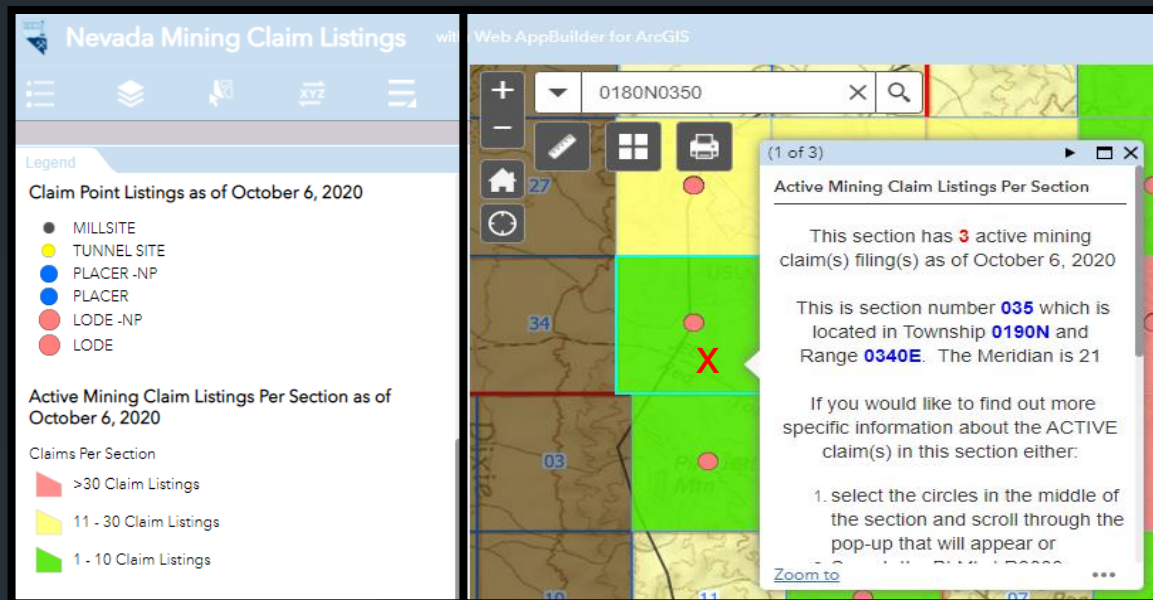 Nevada Mining Claim Listings
with Web AppBuilder for ArcGIS
XYZ
Legend
Claim Point Listings as of October 6, 2020
MILLSITE
TUNNEL SITE
PLACER -NP
PLACER
LODE -NP
LODE
Active Mining Claim Listings Per Section as of
October 6, 2020
Claims Per Section
>30 Claim Listings
11 - 30 Claim Listings
1 - 10 Claim Listings
0180N0350
27
34
X
03
Dixie
Mtn
10
11
07
(1 of 3)
Active Mining Claim Listings Per Section
This section has 3 active mining
claim(s) filing(s) as of October 6, 2020
This is section number 035 which is
located in Township 0190N and
Range 0340E. The Meridian is 21
If you would like to find out more
specific information about the ACTIVE
claim(s) in this section either:
1. select the circles in the middle of
the section and scroll through the
pop-up that will appear or
Zoom to